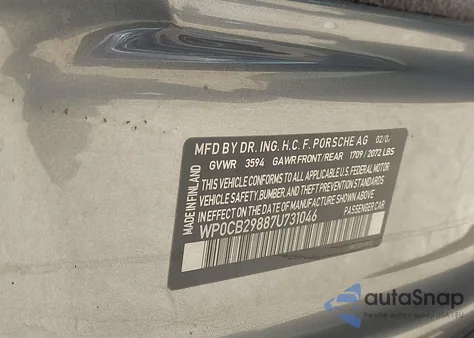 MFD BY DR. ING. H.C. F. PORSCHE AG 02/0
GVWR 3594 GAWR FRONT/REAR 1709/2072 LBS
MADE IN FINLAND
THIS VEHICLE CONFORMS TO ALL APPLICABLE U.S. FEDERAL MOTOR
VEHICLE SAFETY, BUMPER, AND THEFT PREVENTION STANDARDS
IN EFFECT ON THE DATE OF MANUFACTURE SHOWN ABOVE.
WP0CB29887U731046 PASSENGER CAR
autoSnap